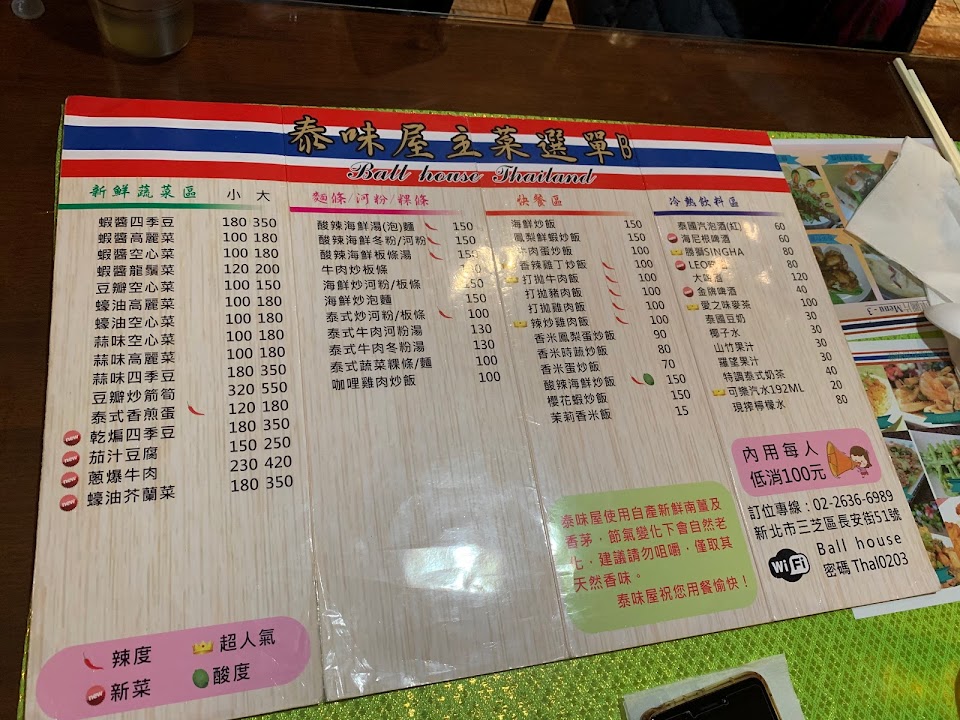 泰味屋主菜選單B
Ball house Thailand
新鮮蔬菜區 小 大
蝦醬四季豆 180 350
蝦醬高麗菜 100 180
蝦醬空心菜 100 180
蝦醬龍鬚菜 120 200
豆瓣空心菜 100 150
蠔油高麗菜 100 180
蠔油空心菜 100 180
蒜味空心菜 100 180
蒜味高麗菜 100 180
蒜味四季豆 180 350
豆瓣炒箭筍 320 550
泰式香煎蛋 120 180
new 乾煸四季豆 180 350
new 茄汁豆腐 150 250
new 蔥爆牛肉 230 420
new 蠔油芥蘭菜 180 350
辣度 超人氣
new 新菜 酸度
麵條/河粉/粿條
酸辣海鮮湯(泡)麵 150
酸辣海鮮冬粉/河粉 150
酸辣海鮮板條湯 150
牛肉炒板條
海鮮炒河粉/板條 150
海鮮炒泡麵 150
泰式炒河粉/板條 100
泰式牛肉河粉湯 130
泰式牛肉冬粉湯 130
泰式蔬菜粿條/麵 100
咖哩雞肉炒飯 100
快餐區
海鮮炒飯 150
鳳梨鮮蝦炒飯 150
牛肉蛋炒飯 130
香辣雞丁炒飯 100
打拋牛肉飯 100
打拋豬肉飯 100
打拋雞肉飯 100
辣炒雞肉飯 100
香米鳳梨蛋炒飯 90
香米時蔬炒飯 80
香米蛋炒飯 70
酸辣海鮮炒飯 150
櫻花蝦炒飯 150
茉莉香米飯 15
泰味屋使用自產新鮮南薑及
香茅，節氣變化下會自然老
化，建議請勿咀嚼，僅取其
天然香味。
泰味屋祝您用餐愉快！
冷熱飲料區
泰國汽泡酒(紅) 60
new 海尼根啤酒 60
勝獅SINGHA 80
new LEO啤酒 80
120
new 金牌啤酒 40
愛之味麥茶 100
泰國豆奶 30
椰子水 30
山竹果汁 30
羅望果汁 30
特調泰式奶茶 40
可樂汽水192ML 20
現搾檸檬水 80
內用每人
低消100元
訂位專線：02-2636-6989
新北市三芝區長安街51號
WiFi Ball house
密碼 Thal0203
Menu - 3